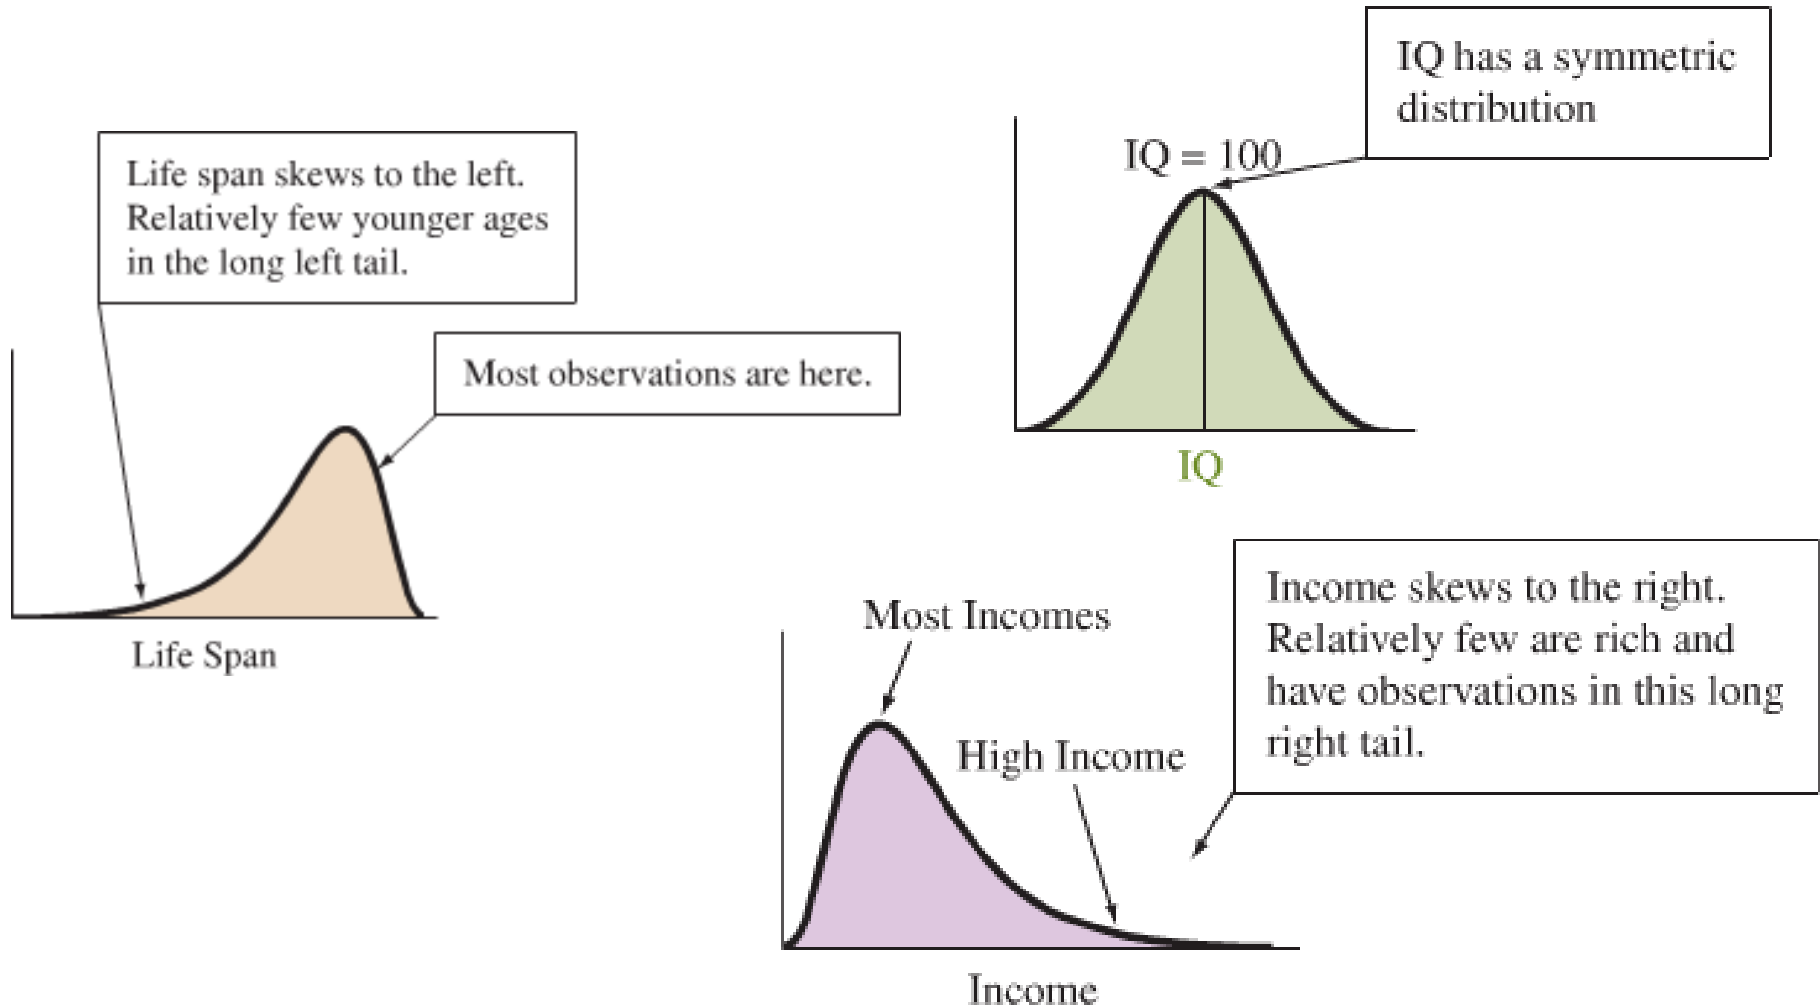 Life span skews to the left.
Relatively few younger ages
in the long left tail.
Most observations are here.
Life Span
IQ has a symmetric
distribution
IQ = 100
IQ
Most Incomes
High Income
Income skews to the right.
Relatively few are rich and
have observations in this long
right tail.
Income